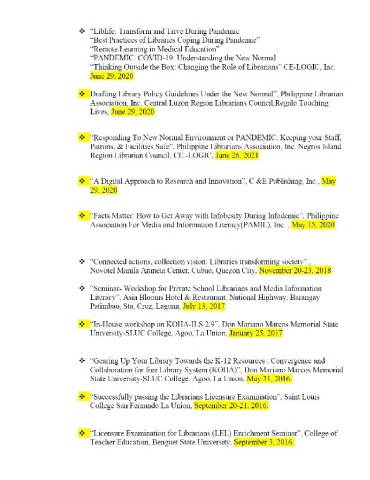 ❖ "Liblife: Transform and Trive During Pandemic
"Best Practices of Libraries Coping During Pandemic"
"Remote Learning in Medical Education"
"PANDEMIC. COVID-19: Understanding the New Normal
"Thinking Outside the Box: Changing the Role of Librarians" CE-LOGIC, Inc.
June 29, 2020
❖ Drafting Library Policy Guidelines Under the New Normal", Philippine Librarian
Association, Inc. Central Luzon Region Librarians Council, Regale Touching
Lives, June 29, 2020
❖ "Responding To New Normal Environment or PANDEMIC: Keeping your Staff,
Patrons, & Facilities Safe", Philippine Librarians Association, Inc. Negros Island
Region Librarian Council, CE-LOGIC, June 26, 2021
❖ "A Digital Approach to Research and Innovation", C &E Publishing, Inc., May
29, 2020
❖ "Facts Matter: How to Get Away with Infobesity During Infodemic", Philippine
Association For Media and Information Literacy(PAMIL), Inc. , May 15, 2020
❖ "Connected actions, collection vision: Libraries transforming society" ,
Novotel Manila Araneta Center, Cubao, Quezon City, November 20-23, 2018
❖ "Seminar- Workshop for Private School Librarians and Media Information
Literacy", Asia Blooms Hotel & Restaurant, National Highway, Barangay
Patimbao, Sta, Cruz, Laguna, July 13, 2017
❖ "In-House workshop on KOHA-ILS 2.9", Don Mariano Marcos Memorial State
University-SLUC College, Agoo, La Union, January 25, 2017
❖ "Gearing Up Your Library Towards the K-12 Resources : Convergence and
Collaboration for free Library System (KOHA)", Don Mariano Marcos Memorial
State University-SLUC College, Agoo, La Union, May 31, 2016.
❖ "Successfully passing the Librarians Licensure Examination", Saint Louis
College San Fernando La Union, September 20-21, 2016.
❖ "Licensure Examination for Librarians (LEL) Enrichment Seminar", College of
Teacher Education, Benguet State University, September 3, 2016.